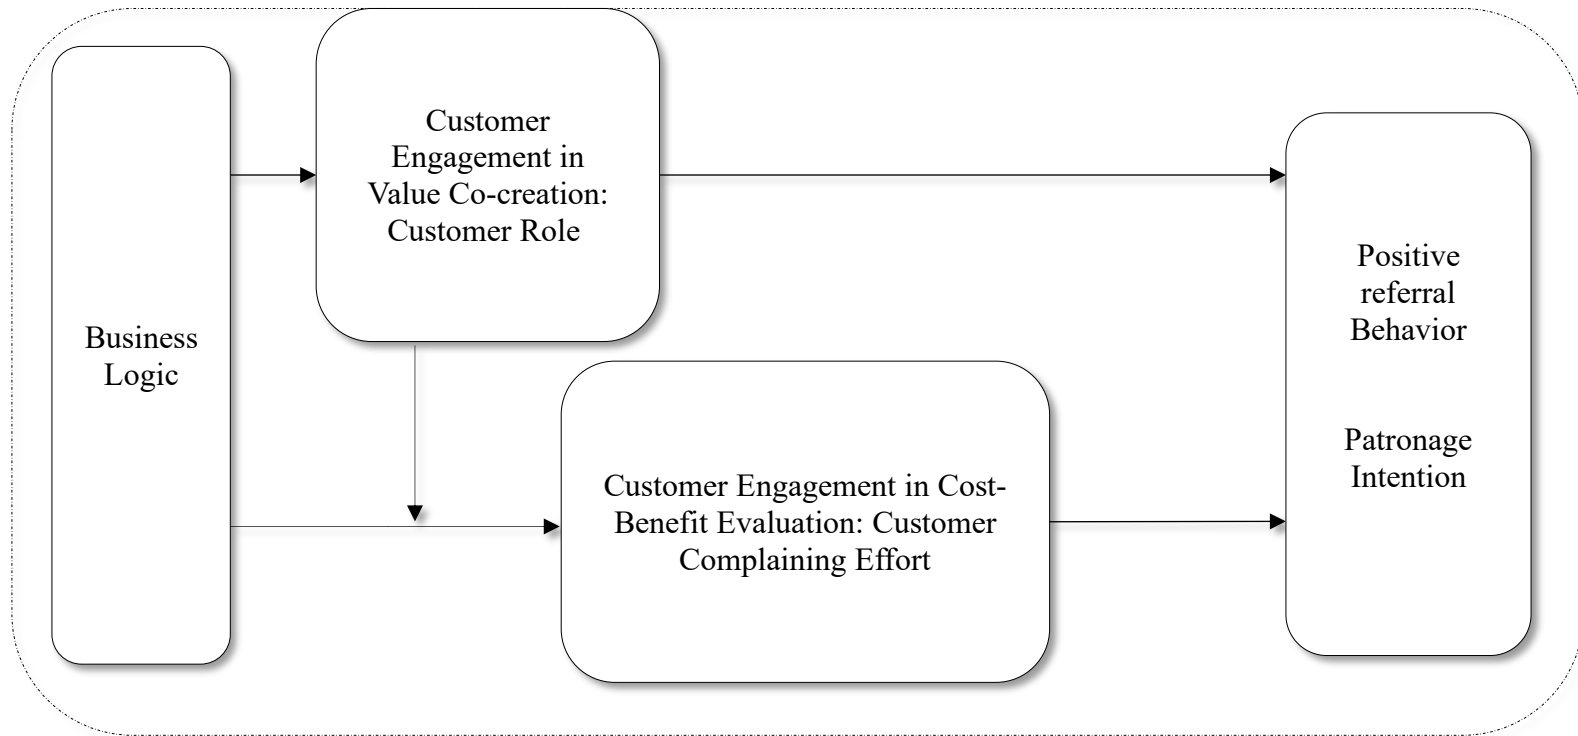 Business
Logic
Customer
Engagement in
Value Co-creation:
Customer Role
Customer Engagement in Cost-
Benefit Evaluation: Customer
Complaining Effort
Positive
referral
Behavior
Patronage
Intention